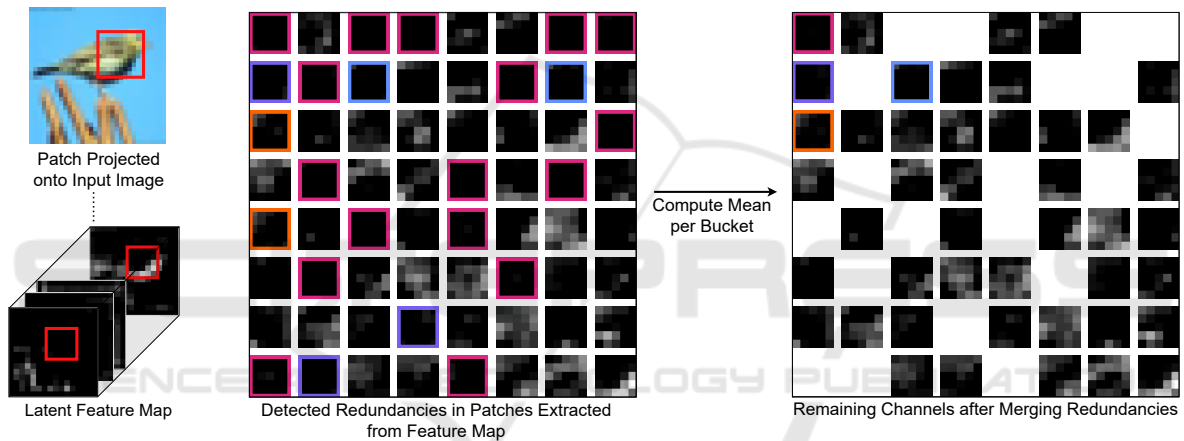 Patch Projected
onto Input Image
Latent Feature Map
Detected Redundancies in Patches Extracted
from Feature Map
Compute Mean
per Bucket
Remaining Channels after Merging Redundancies